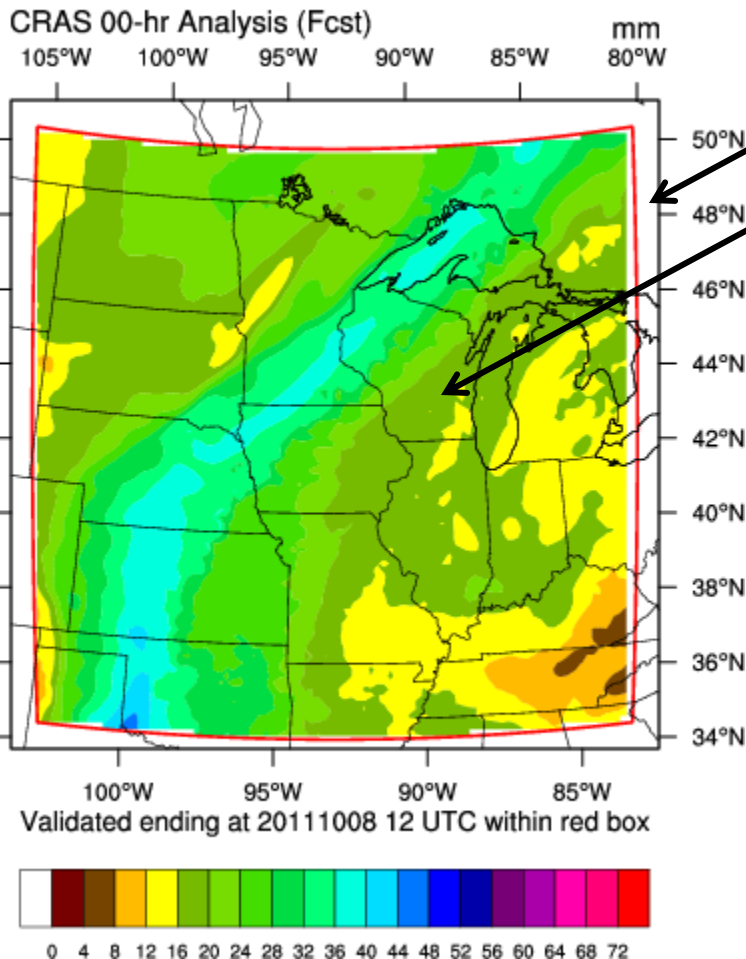 CRAS 00-hr Analysis (Fcst)
mm
105°W 100°W 95°W 90°W 85°W 80°W
50°N
48°N
46°N
44°N
42°N
40°N
38°N
36°N
34°N
100°W 95°W 90°W 85°W
Validated ending at 20111008 12 UTC within red box
0 4 8 12 16 20 24 28 32 36 40 44 48 52 56 60 64 68 72